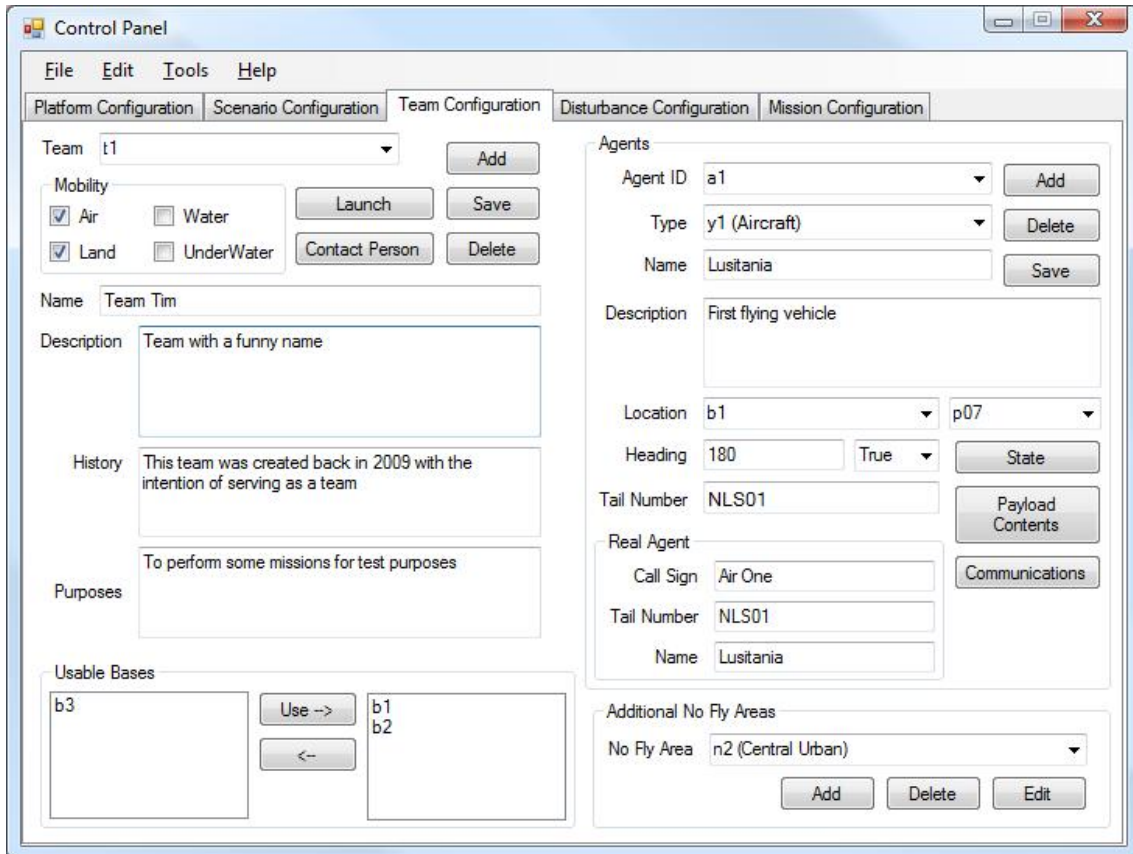 Control Panel
File Edit Tools Help
Platform Configuration Scenario Configuration Team Configuration Disturbance Configuration Mission Configuration
Team t1
Add
Mobility
Air Water
Land UnderWater
Launch Save
Contact Person Delete
Name Team Tim
Description Team with a funny name
History This team was created back in 2009 with the
intention of serving as a team
To perform some missions for test purposes
Purposes
Usable Bases
b3
Use -->
<--
b1
b2
Agents
Agent ID a1 Add
Type y1 (Aircraft) Delete
Name Lusitania Save
Description First flying vehicle
Location b1 p07
Heading 180 True State
Tail Number NLS01
Payload
Contents
Real Agent
Call Sign Air One Communications
Tail Number NLS01
Name Lusitania
Additional No Fly Areas
No Fly Area n2 (Central Urban)
Add Delete Edit